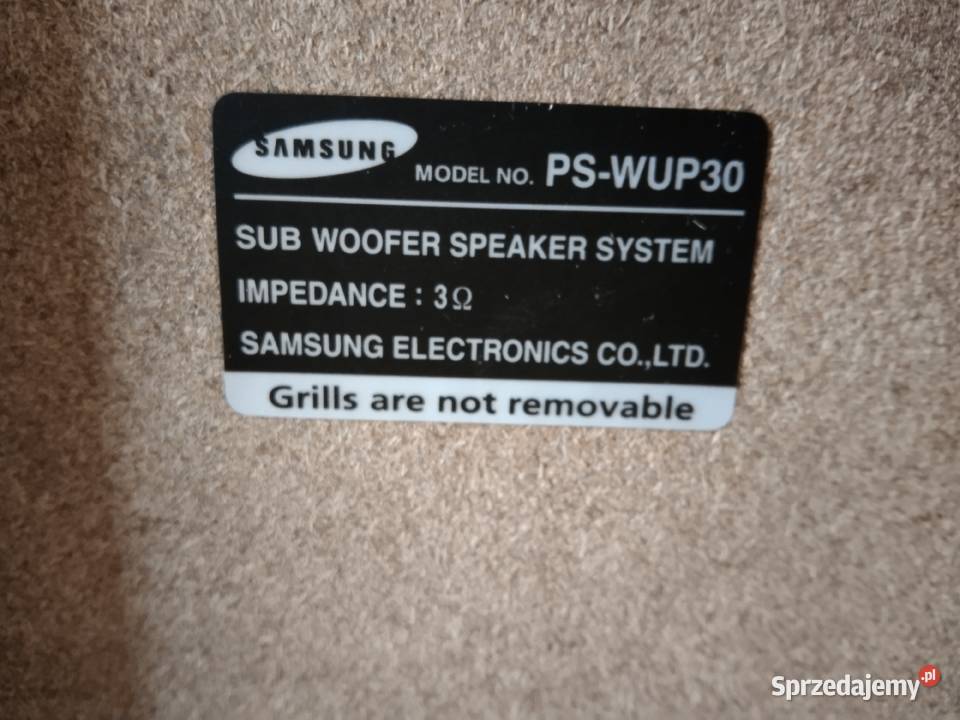 SAMSUNG MODEL NO. PS-WUP30
SUB WOOFER SPEAKER SYSTEM
IMPEDANCE : 3Ω
SAMSUNG ELECTRONICS CO.,LTD.
Grills are not removable
Sprzedajemy.pl